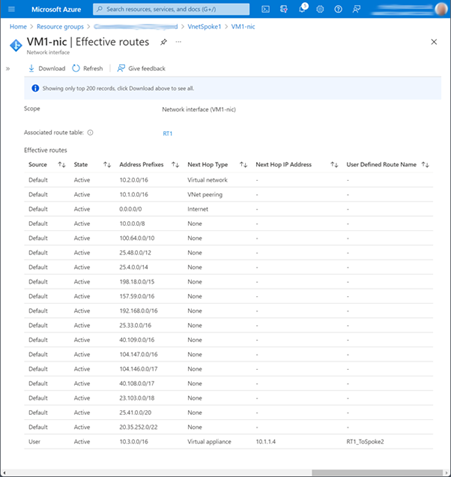 Microsoft Azure
Search resources, services, and docs (G+/)
Home > Resource groups > > VnetSpoke1 > VM1-nic
VM1-nic | Effective routes
Network interface
Download Refresh Give feedback
Showing only top 200 records, click Download above to see all.
Scope Network interface (VM1-nic)
Associated route table: RT1
Effective routes
Source State Address Prefixes Next Hop Type Next Hop IP Address User Defined Route Name
Default Active 10.2.0.0/16 Virtual network - -
Default Active 10.1.0.0/16 VNet peering - -
Default Active 0.0.0.0/0 Internet - -
Default Active 10.0.0.0/8 None - -
Default Active 100.64.0.0/10 None - -
Default Active 25.48.0.0/12 None - -
Default Active 25.4.0.0/14 None - -
Default Active 198.18.0.0/15 None - -
Default Active 157.59.0.0/16 None - -
Default Active 192.168.0.0/16 None - -
Default Active 25.33.0.0/16 None - -
Default Active 40.109.0.0/16 None - -
Default Active 104.147.0.0/16 None - -
Default Active 104.146.0.0/17 None - -
Default Active 40.108.0.0/17 None - -
Default Active 23.103.0.0/18 None - -
Default Active 25.41.0.0/20 None - -
Default Active 20.35.252.0/22 None - -
User Active 10.3.0.0/16 Virtual appliance 10.1.1.4 RT1_ToSpoke2